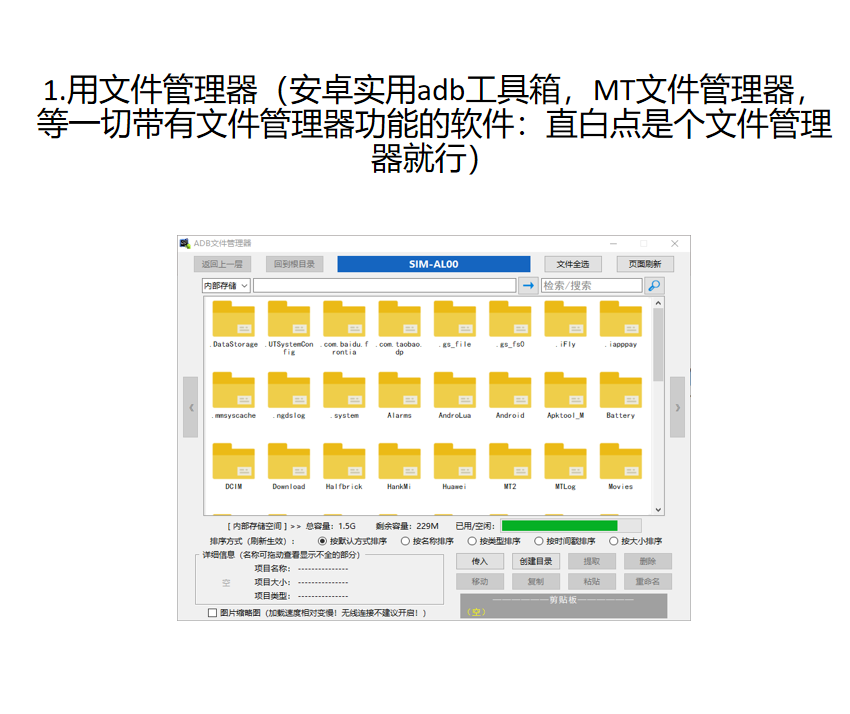 1.用文件管理器（安卓实用adb工具箱，MT文件管理器，
等一切带有文件管理器功能的软件：直白点是个文件管理
器就行）
ADB文件管理器
返回上一层 回到根目录 SIM-AL00 文件全选 页面刷新
内部存储 检索/搜索
.DataStorage .UTSystemCon .com.baidu.f .com.taobao. .gs_file .gs_fs0 .iFly .iapppay
fig rontia dp
.mmsyscache .ngdslog .system Alarms AndroLua Android Apktool_M Battery
DCIM Download Halfbrick HankMi Huawei MT2 MTLog Movies
[ 内部存储空间 ] >> 总容量：1.5G 剩余容量：229M 已用/空闲：
排序方式（刷新生效）： 按默认方式排序 按名称排序 按类型排序 按时间戳排序 按大小排序
详细信息（名称可拖动查看显示不全的部分）
空
项目名称： ---------------
项目大小： ---------------
项目类型： ---------------
传入 创建目录 提取 删除
移动 复制 粘贴 重命名
图片缩略图（加载速度相对变慢！无线连接不建议开启！）
——————剪贴板——————
（空）